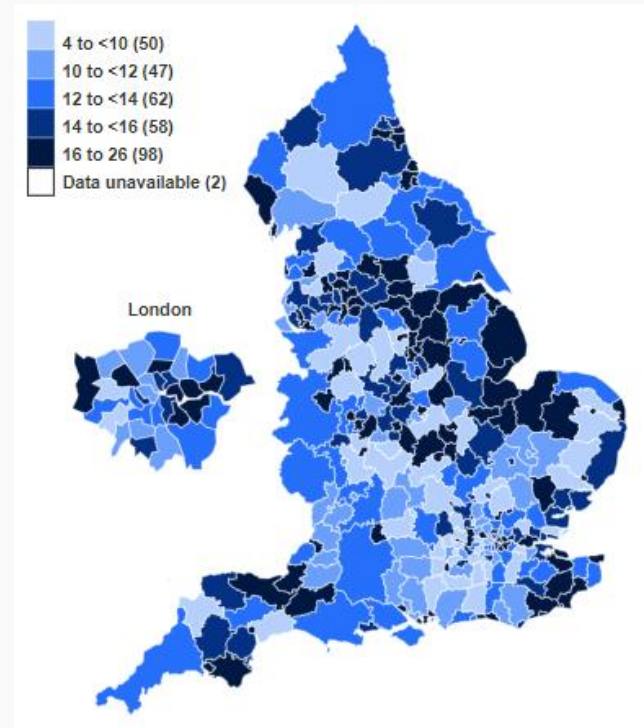 4 to <10 (50)
10 to <12 (47)
12 to <14 (62)
14 to <16 (58)
16 to 26 (98)
Data unavailable (2)
London